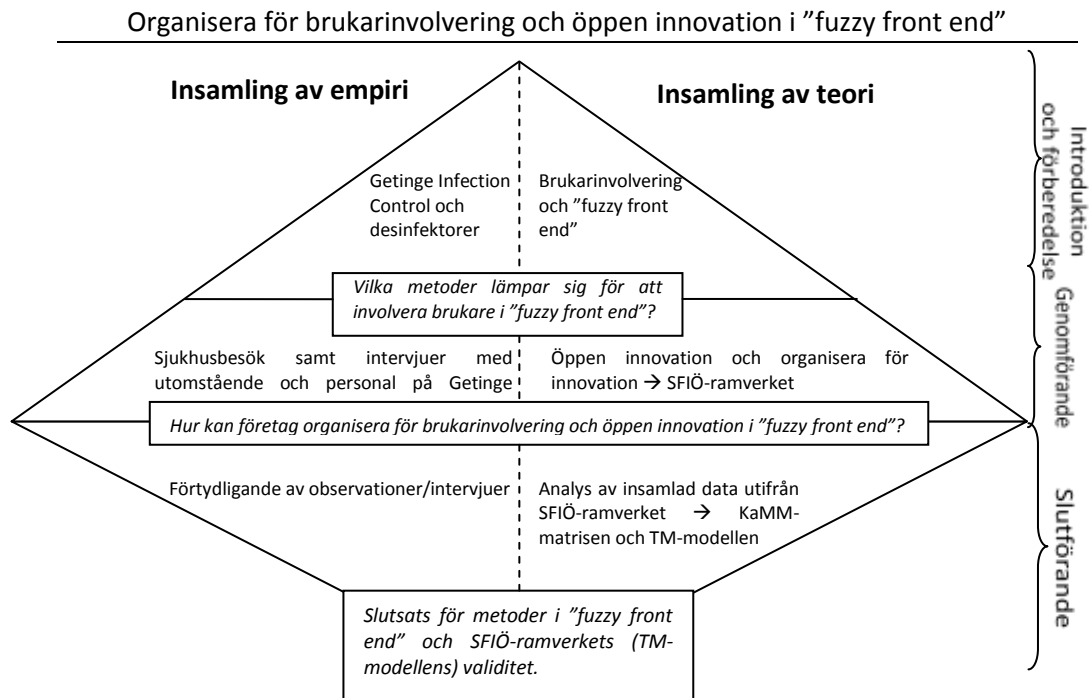 Organisera för brukarinvolvering och öppen innovation i ”fuzzy front end”
Insamling av empiri
Insamling av teori
Getinge Infection
Control och
desinfektorer
Brukarinvolvering
och ”fuzzy front
end”
Vilka metoder lämpar sig för att
involvera brukare i ”fuzzy front end”?
Sjukhusbesök samt intervjuer med
utomstående och personal på Getinge
Öppen innovation och organisera för
innovation → SFIÖ-ramverket
Hur kan företag organisera för brukarinvolvering och öppen innovation i ”fuzzy front end”?
Förtydligande av observationer/intervjuer
Analys av insamlad data utifrån
SFIÖ-ramverket → KaMM-
matrisen och TM-modellen
Slutsats för metoder i ”fuzzy front
end” och SFIÖ-ramverkets (TM-
modellens) validitet.
Introduktion
och förberedelse
Genomförande
Slutförande